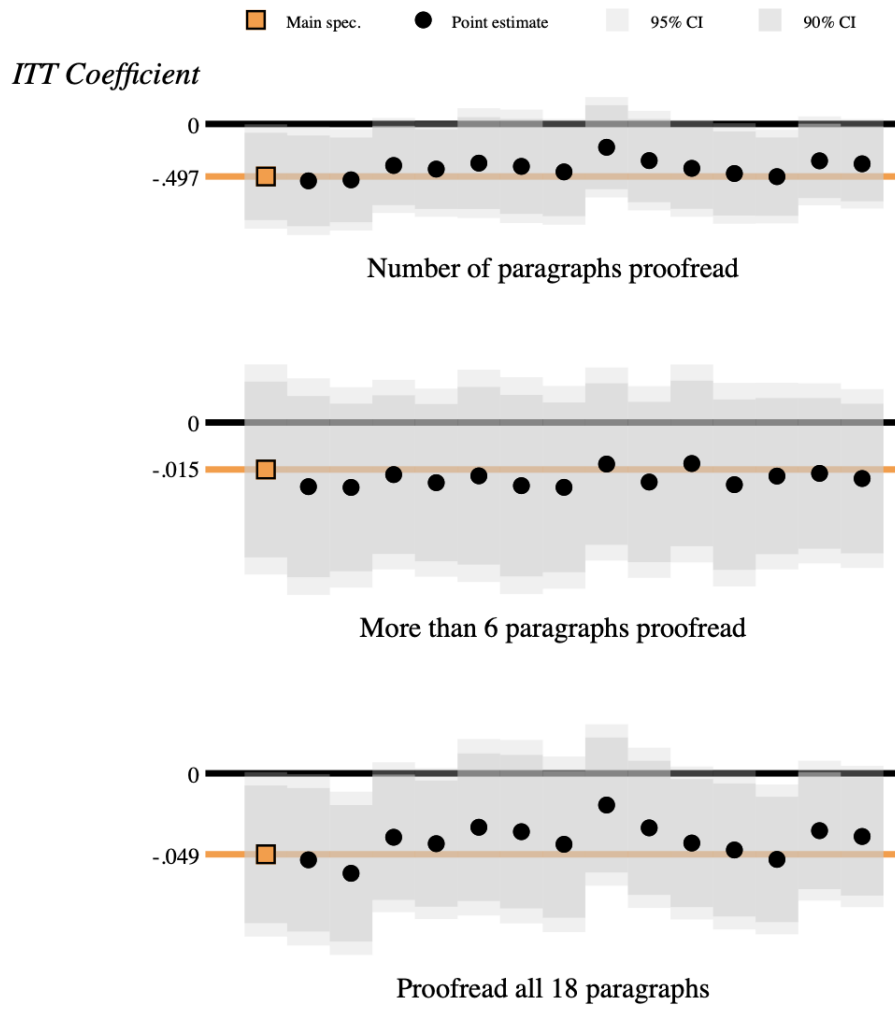 Main spec. Point estimate 95% CI 90% CI
ITT Coefficient
0
-.497
Number of paragraphs proofread
0
-.015
More than 6 paragraphs proofread
0
-.049
Proofread all 18 paragraphs